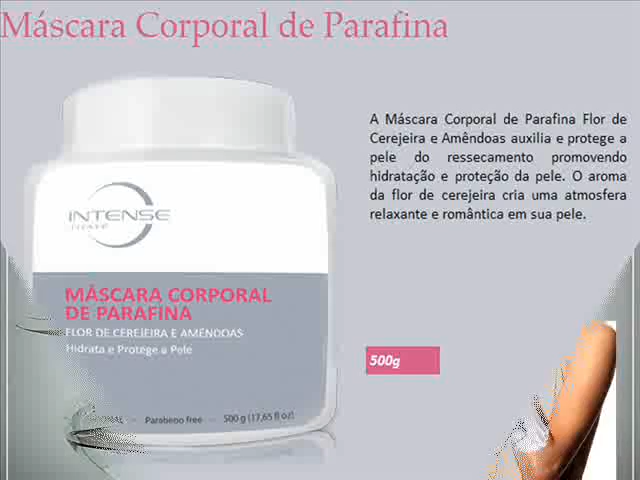 Máscara Corporal de Parafina
A Máscara Corporal de Parafina Flor de
Cerejeira e Amêndoas auxilia e protege a
pele do ressecamento promovendo
hidratação e proteção da pele. O aroma
da flor de cerejeira cria uma atmosfera
relaxante e romântica em sua pele.
INTENSE
MÁSCARA CORPORAL
DE PARAFINA
FLOR DE CEREJEIRA E AMÊNDOAS
Hidrata e Protege a Pele
Parabeno free - 500 g (17,65 fl oz)
500g